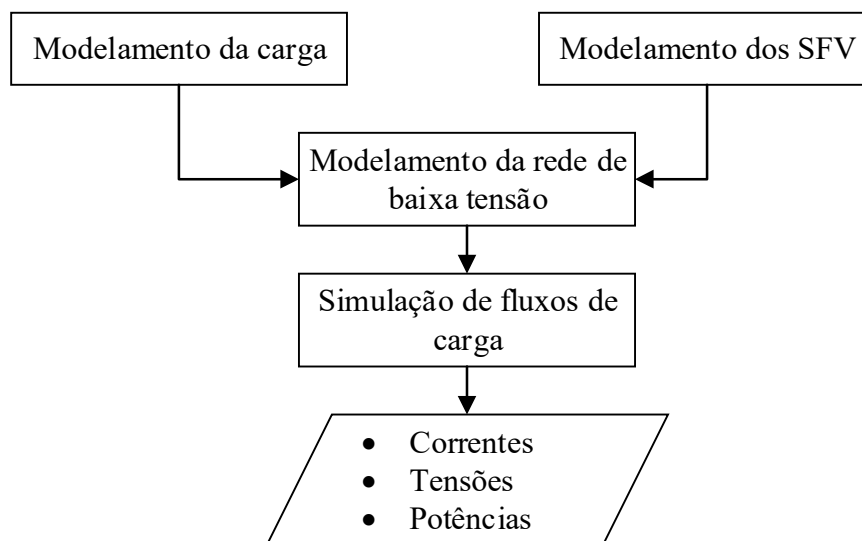 Modelamento da carga
Modelamento dos SFV
Modelamento da rede de
baixa tensão
Simulação de fluxos de
carga
• Correntes
• Tensões
• Potências